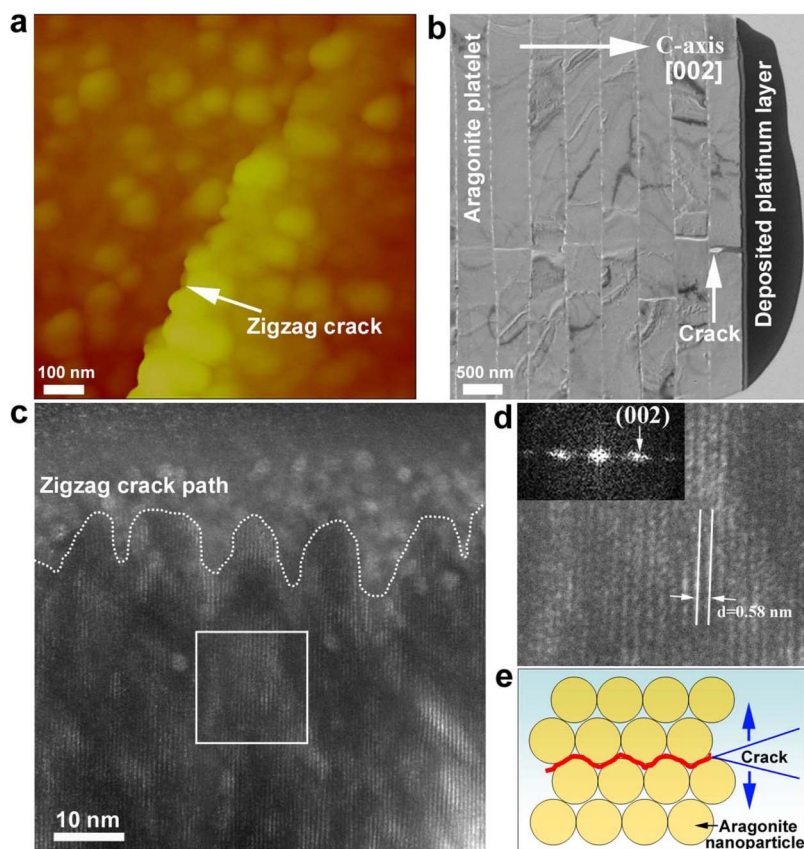 a
Zigzag crack
100 nm
b
C-axis
[002]
Aragonite platelet
Deposited platinum layer
Crack
500 nm
c
Zigzag crack path
10 nm
d
(002)
d=0.58 nm
e
Crack
Aragonite
nanoparticle